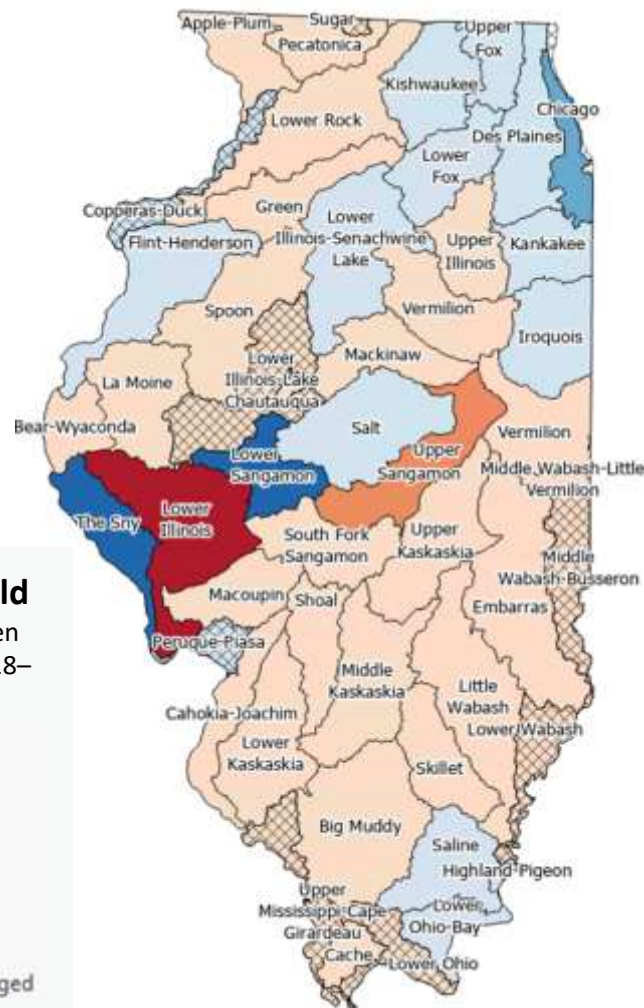 Apple-Plum
Sugar
Pecatonica
Upper
Fox
Kishwaukee
Chicago
Lower Rock
Des Plaines
Lower
Fox
Copperas-Duck
Green
Lower
Illinois-Senachwine
Lake
Flint-Henderson
Upper
Illinois
Kankakee
Spoon
Vermilion
Iroquois
Mackinaw
Lower
Illinois-Lake
Chautauqua
La Moine
Bear-Wyaconda
Salt
Vermilion
Lower
Sangamon
Upper
Sangamon
Middle Wabash-Little
Vermilion
Lower
Illinois
The Sny
South Fork
Sangamon
Upper
Kaskaskia
Middle
Wabash-Busseron
ld
en
.8–
Macoupin
Shoal
Embarras
Peruque-Piasa
Middle
Kaskaskia
Little
Wabash
Cahokia-Joachim
Lower Wabash
Lower
Kaskaskia
Skillet
Big Muddy
Saline
Highland-Pigeon
Upper
Mississippi-Cape
Girardeau
Lower
Ohio-Bay
Cache
Lower Ohio
ged